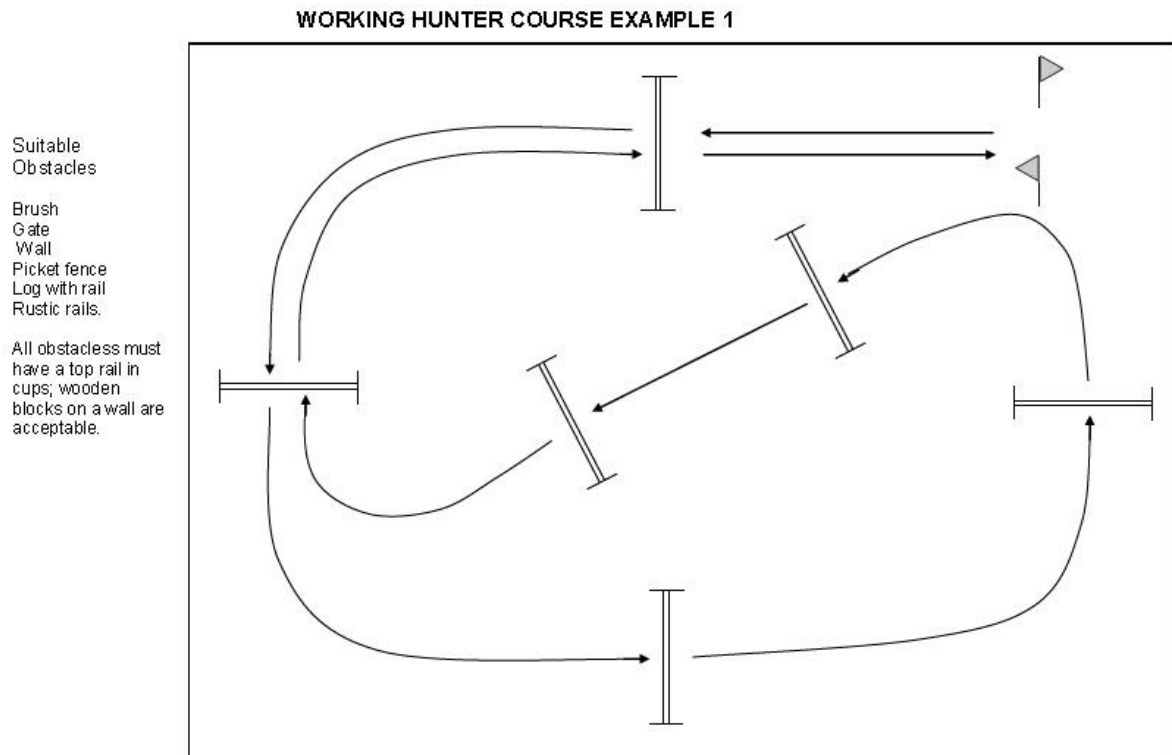 WORKING HUNTER COURSE EXAMPLE 1
Suitable
Obstacles
Brush
Gate
Wall
Picket fence
Log with rail
Rustic rails.
All obstacless must
have a top rail in
cups; wooden
blocks on a wall are
acceptable.